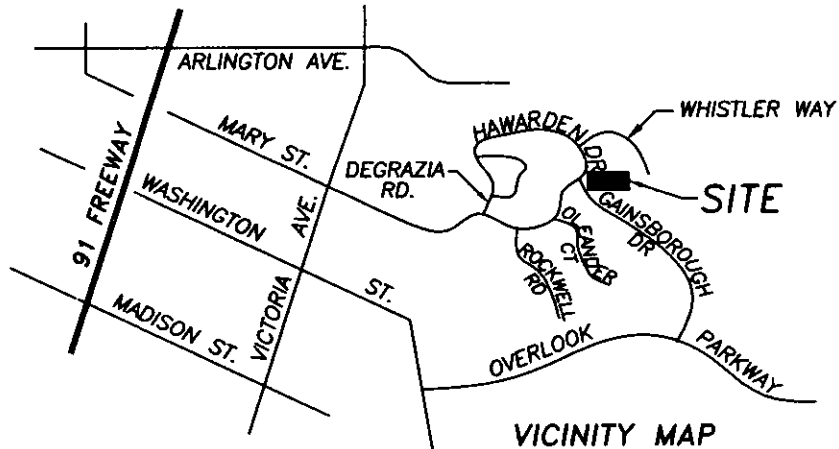 ARLINGTON AVE.
WHISTLER WAY
HAWARDEN DR
MARY ST.
DEGRAZIA
RD.
SITE
91 FREEWAY
WASHINGTON ST.
VICTORIA AVE.
GAINSBOROUGH
DR
OLEANDER
CT
ROCKWELL
RD
MADISON ST.
OVERLOOK PARKWAY
VICINITY MAP